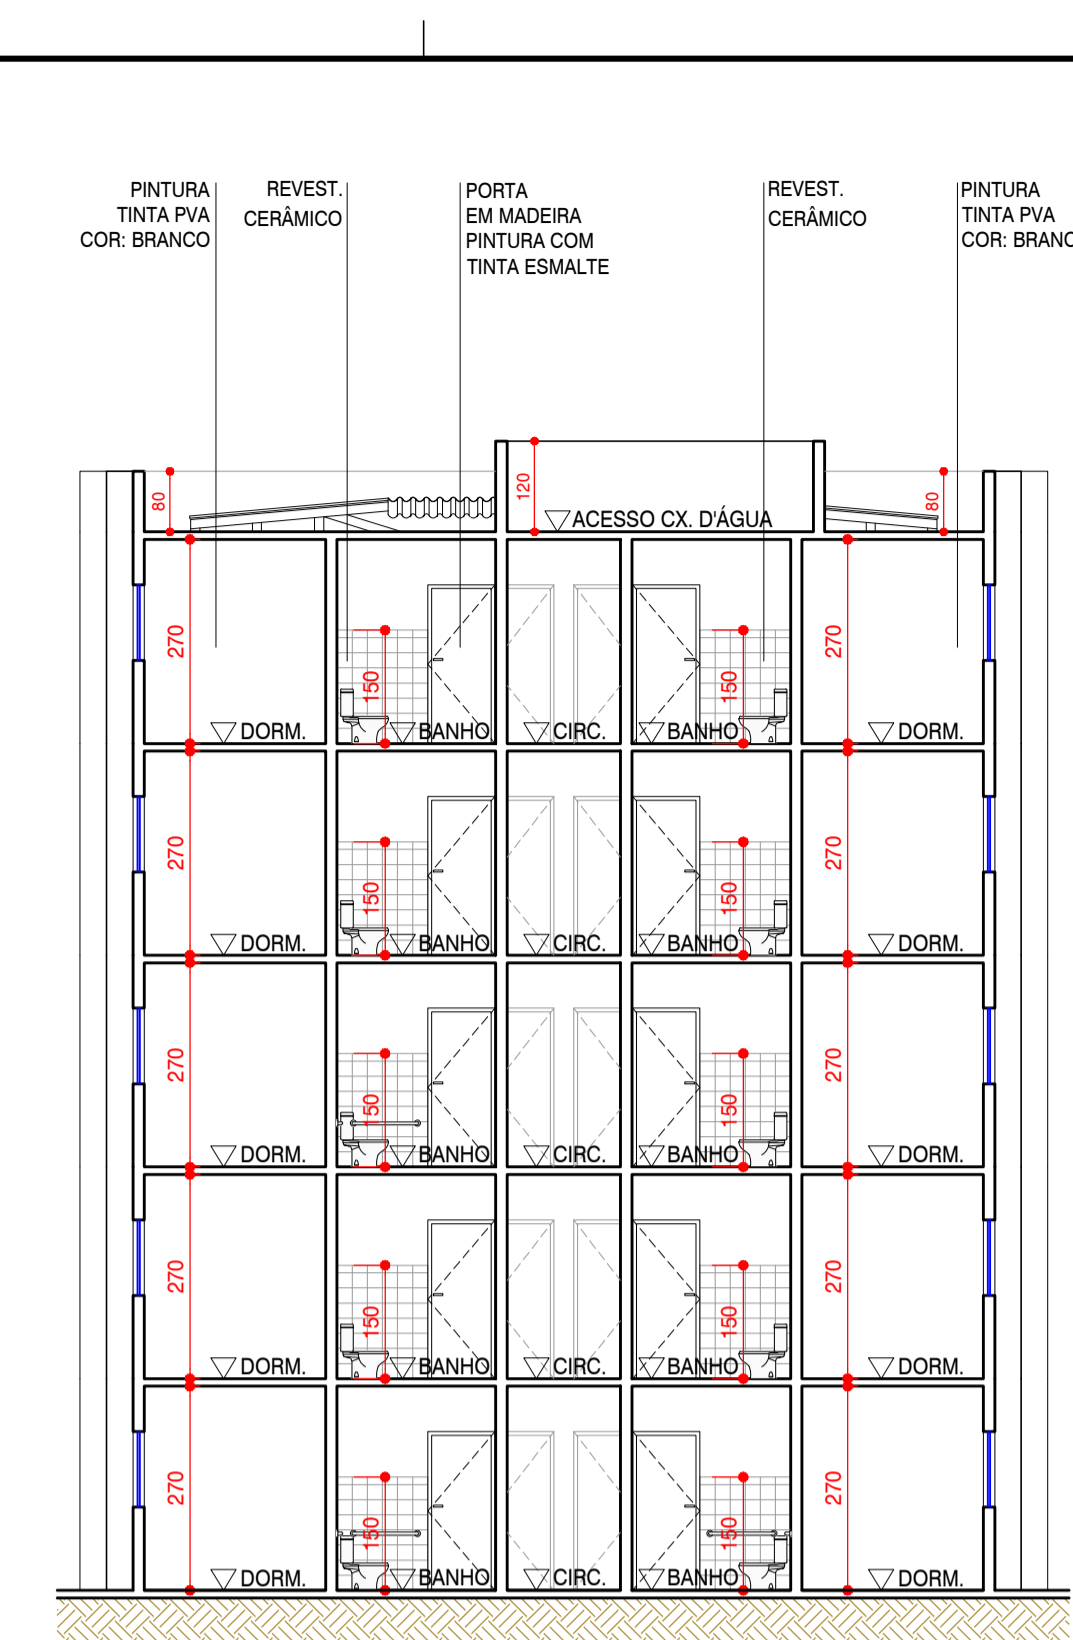 PINTURA
TINTA PVA
COR: BRANCO
REVEST.
CERÂMICO
PORTA
EM MADEIRA
PINTURA COM
TINTA ESMALTE
REVEST.
CERÂMICO
PINTURA
TINTA PVA
COR: BRANC
80
120
80
ACESSO CX. D'ÁGUA
270
150
150
270
DORM.
BANHO
CIRC.
BANHO
DORM.
270
150
150
270
DORM.
BANHO
CIRC.
BANHO
DORM.
270
150
150
270
DORM.
BANHO
CIRC.
BANHO
DORM.
270
150
150
270
DORM.
BANHO
CIRC.
BANHO
DORM.
270
150
150
270
DORM.
BANHO
CIRC.
BANHO
DORM.